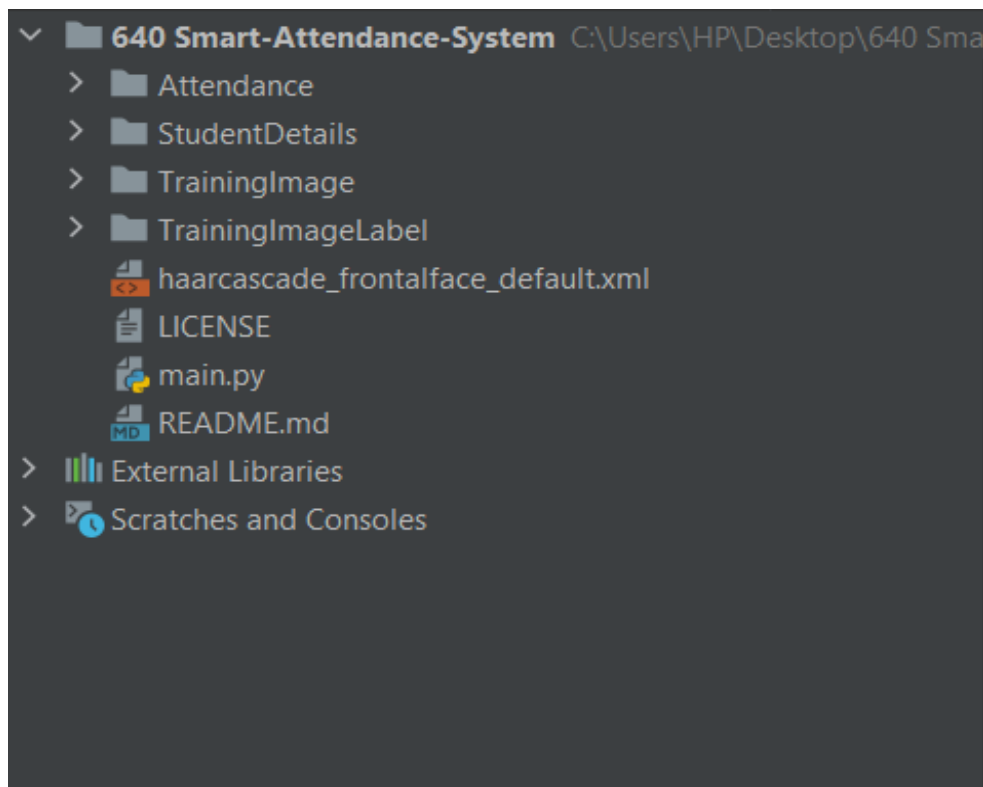 640 Smart-Attendance-System C:\Users\HP\Desktop\640 Sma
Attendance
StudentDetails
TrainingImage
TrainingImageLabel
haarcascade_frontalface_default.xml
LICENSE
main.py
MD README.md
External Libraries
Scratches and Consoles